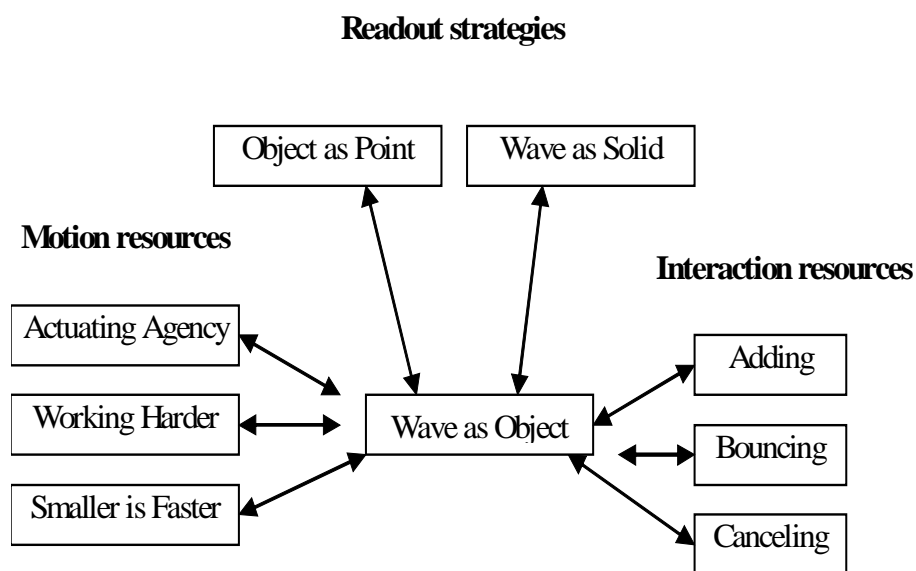 Readout strategies
Object as Point
Wave as Solid
Motion resources
Interaction resources
Actuating Agency
Working Harder
Smaller is Faster
Wave as Object
Adding
Bouncing
Canceling